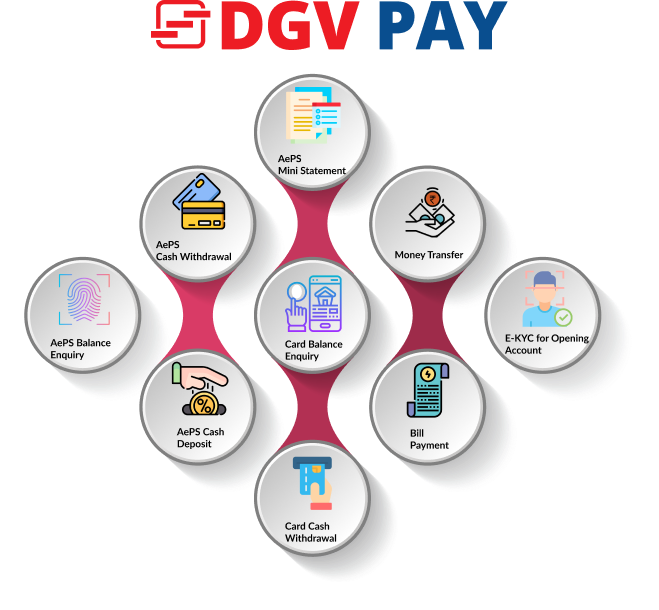 DGV PAY
AePS
Mini Statement
AePS
Cash Withdrawal
Money Transfer
AePS Balance
Enquiry
Card Balance
Enquiry
E-KYC for Opening
Account
AePS Cash
Deposit
Bill
Payment
Card Cash
Withdrawal